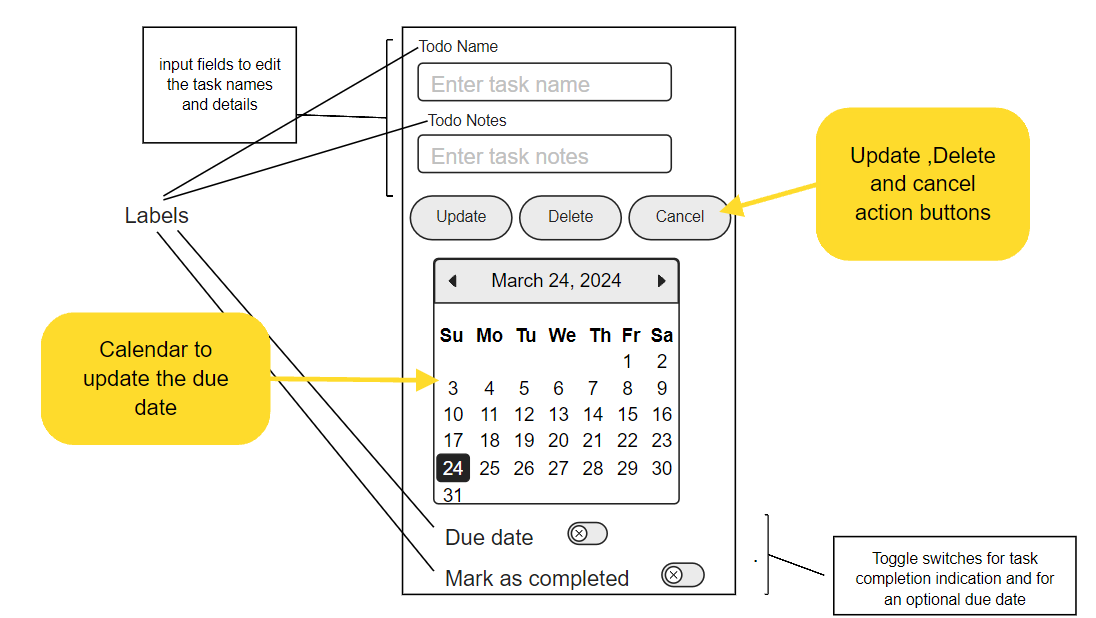 input fields to edit
the task names
and details
Todo Name
Enter task name
Todo Notes
Enter task notes
Labels
Update Delete Cancel
Update ,Delete
and cancel
action buttons
March 24, 2024
Su Mo Tu We Th Fr Sa
1 2
3 4 5 6 7 8 9
10 11 12 13 14 15 16
17 18 19 20 21 22 23
24 25 26 27 28 29 30
31
Calendar to
update the due
date
Due date
Mark as completed
.
Toggle switches for task
completion indication and for
an optional due date